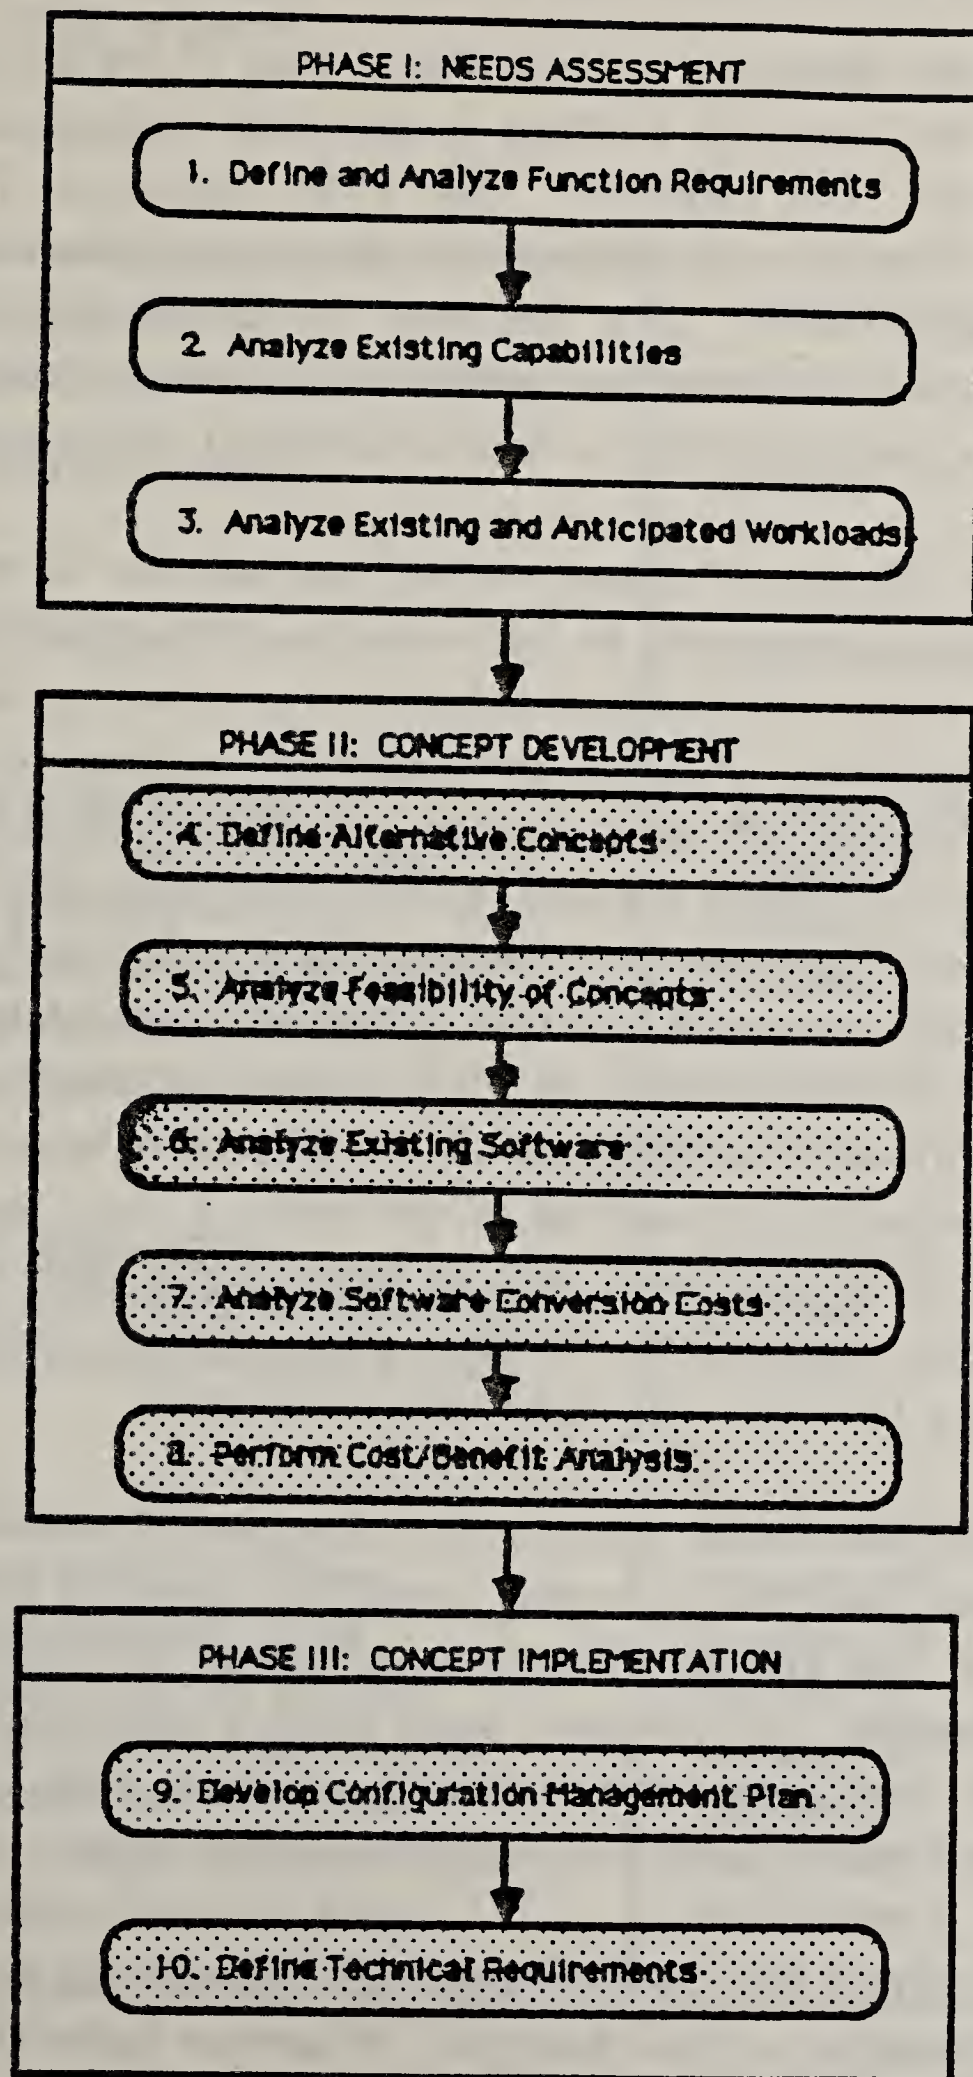 PHASE I: NEEDS ASSESSMENT
1. Define and Analyze Function Requirements
2. Analyze Existing Capabilities
3. Analyze Existing and Anticipated Workloads
PHASE II: CONCEPT DEVELOPMENT
4. Define Alternative Concepts
5. Analyze Feasibility of Concepts
6. Analyze Existing Software
7. Analyze Software Conversion Costs
8. Perform Cost/Benefit Analysis
PHASE III: CONCEPT IMPLEMENTATION
9. Develop Configuration Management Plan
10. Define Technical Requirements